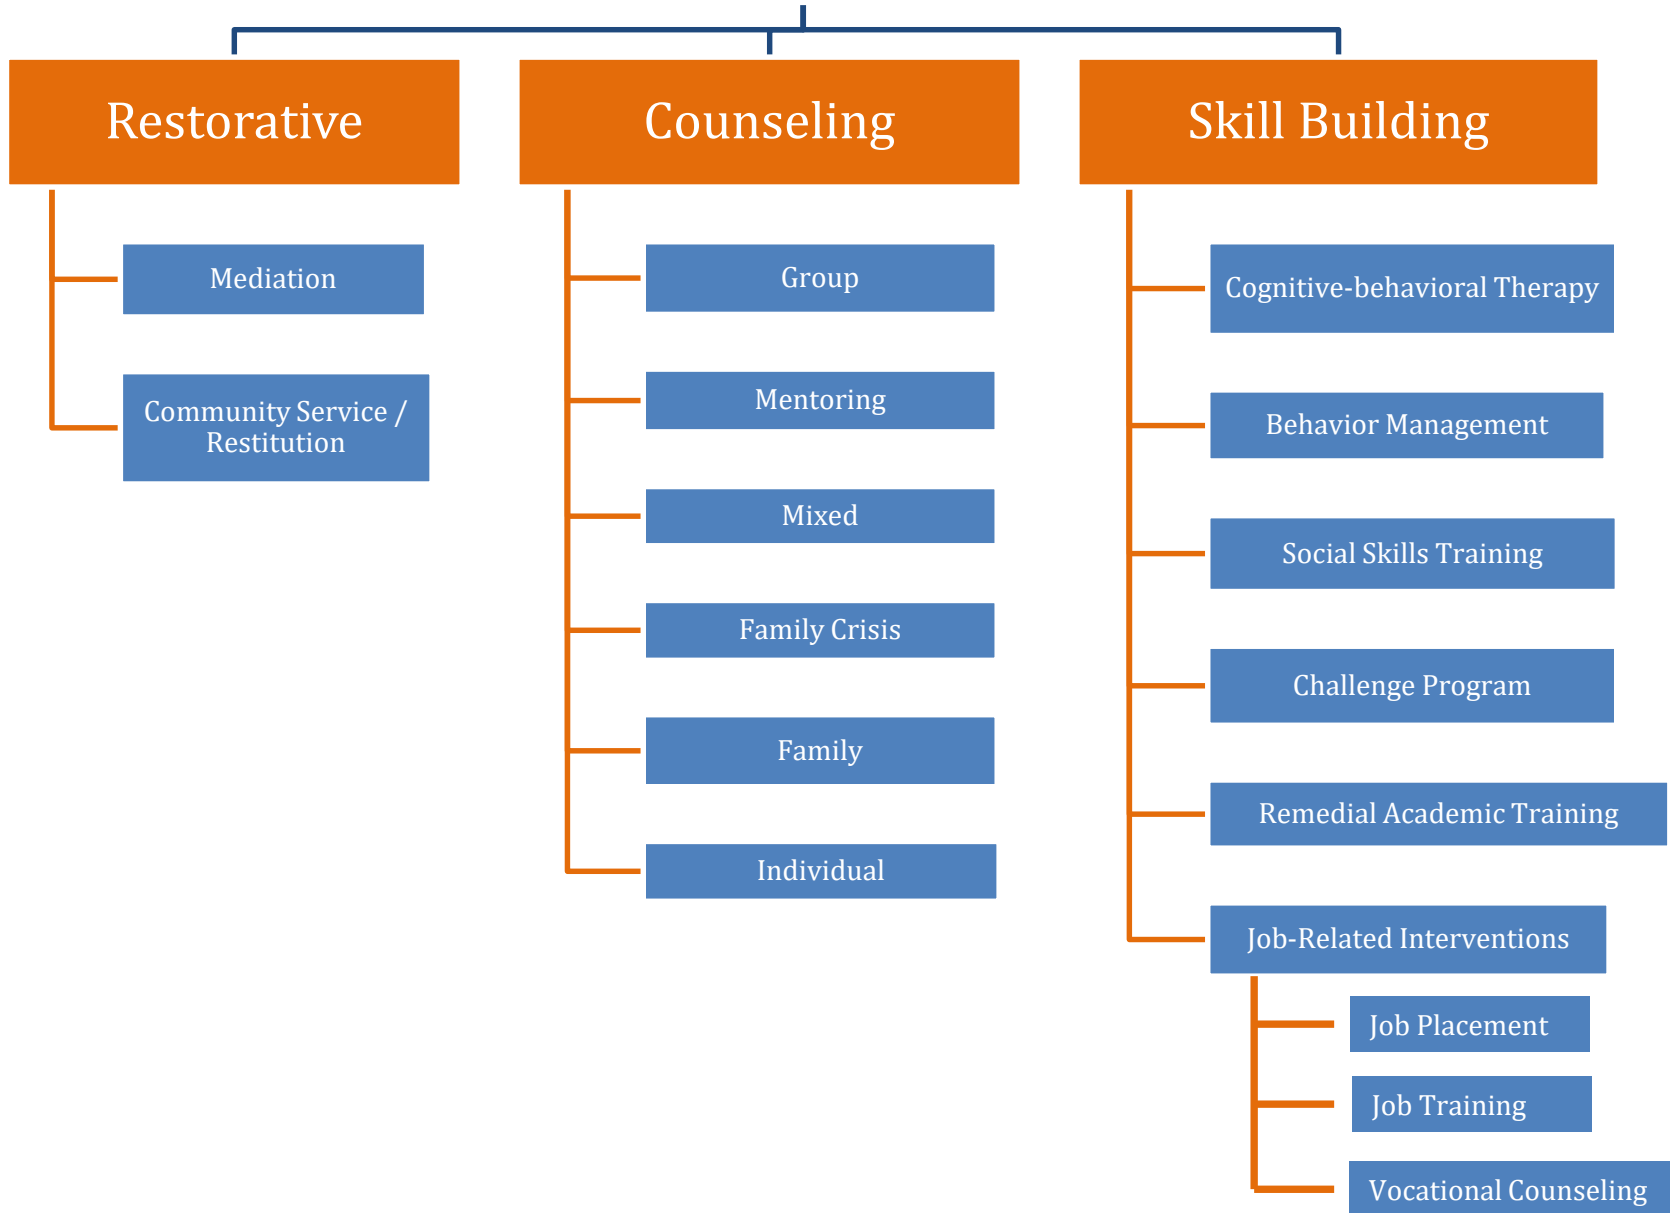 Restorative
Mediation
Community Service /
Restitution
Counseling
Group
Mentoring
Mixed
Family Crisis
Family
Individual
Skill Building
Cognitive-behavioral Therapy
Behavior Management
Social Skills Training
Challenge Program
Remedial Academic Training
Job-Related Interventions
Job Placement
Job Training
Vocational Counseling